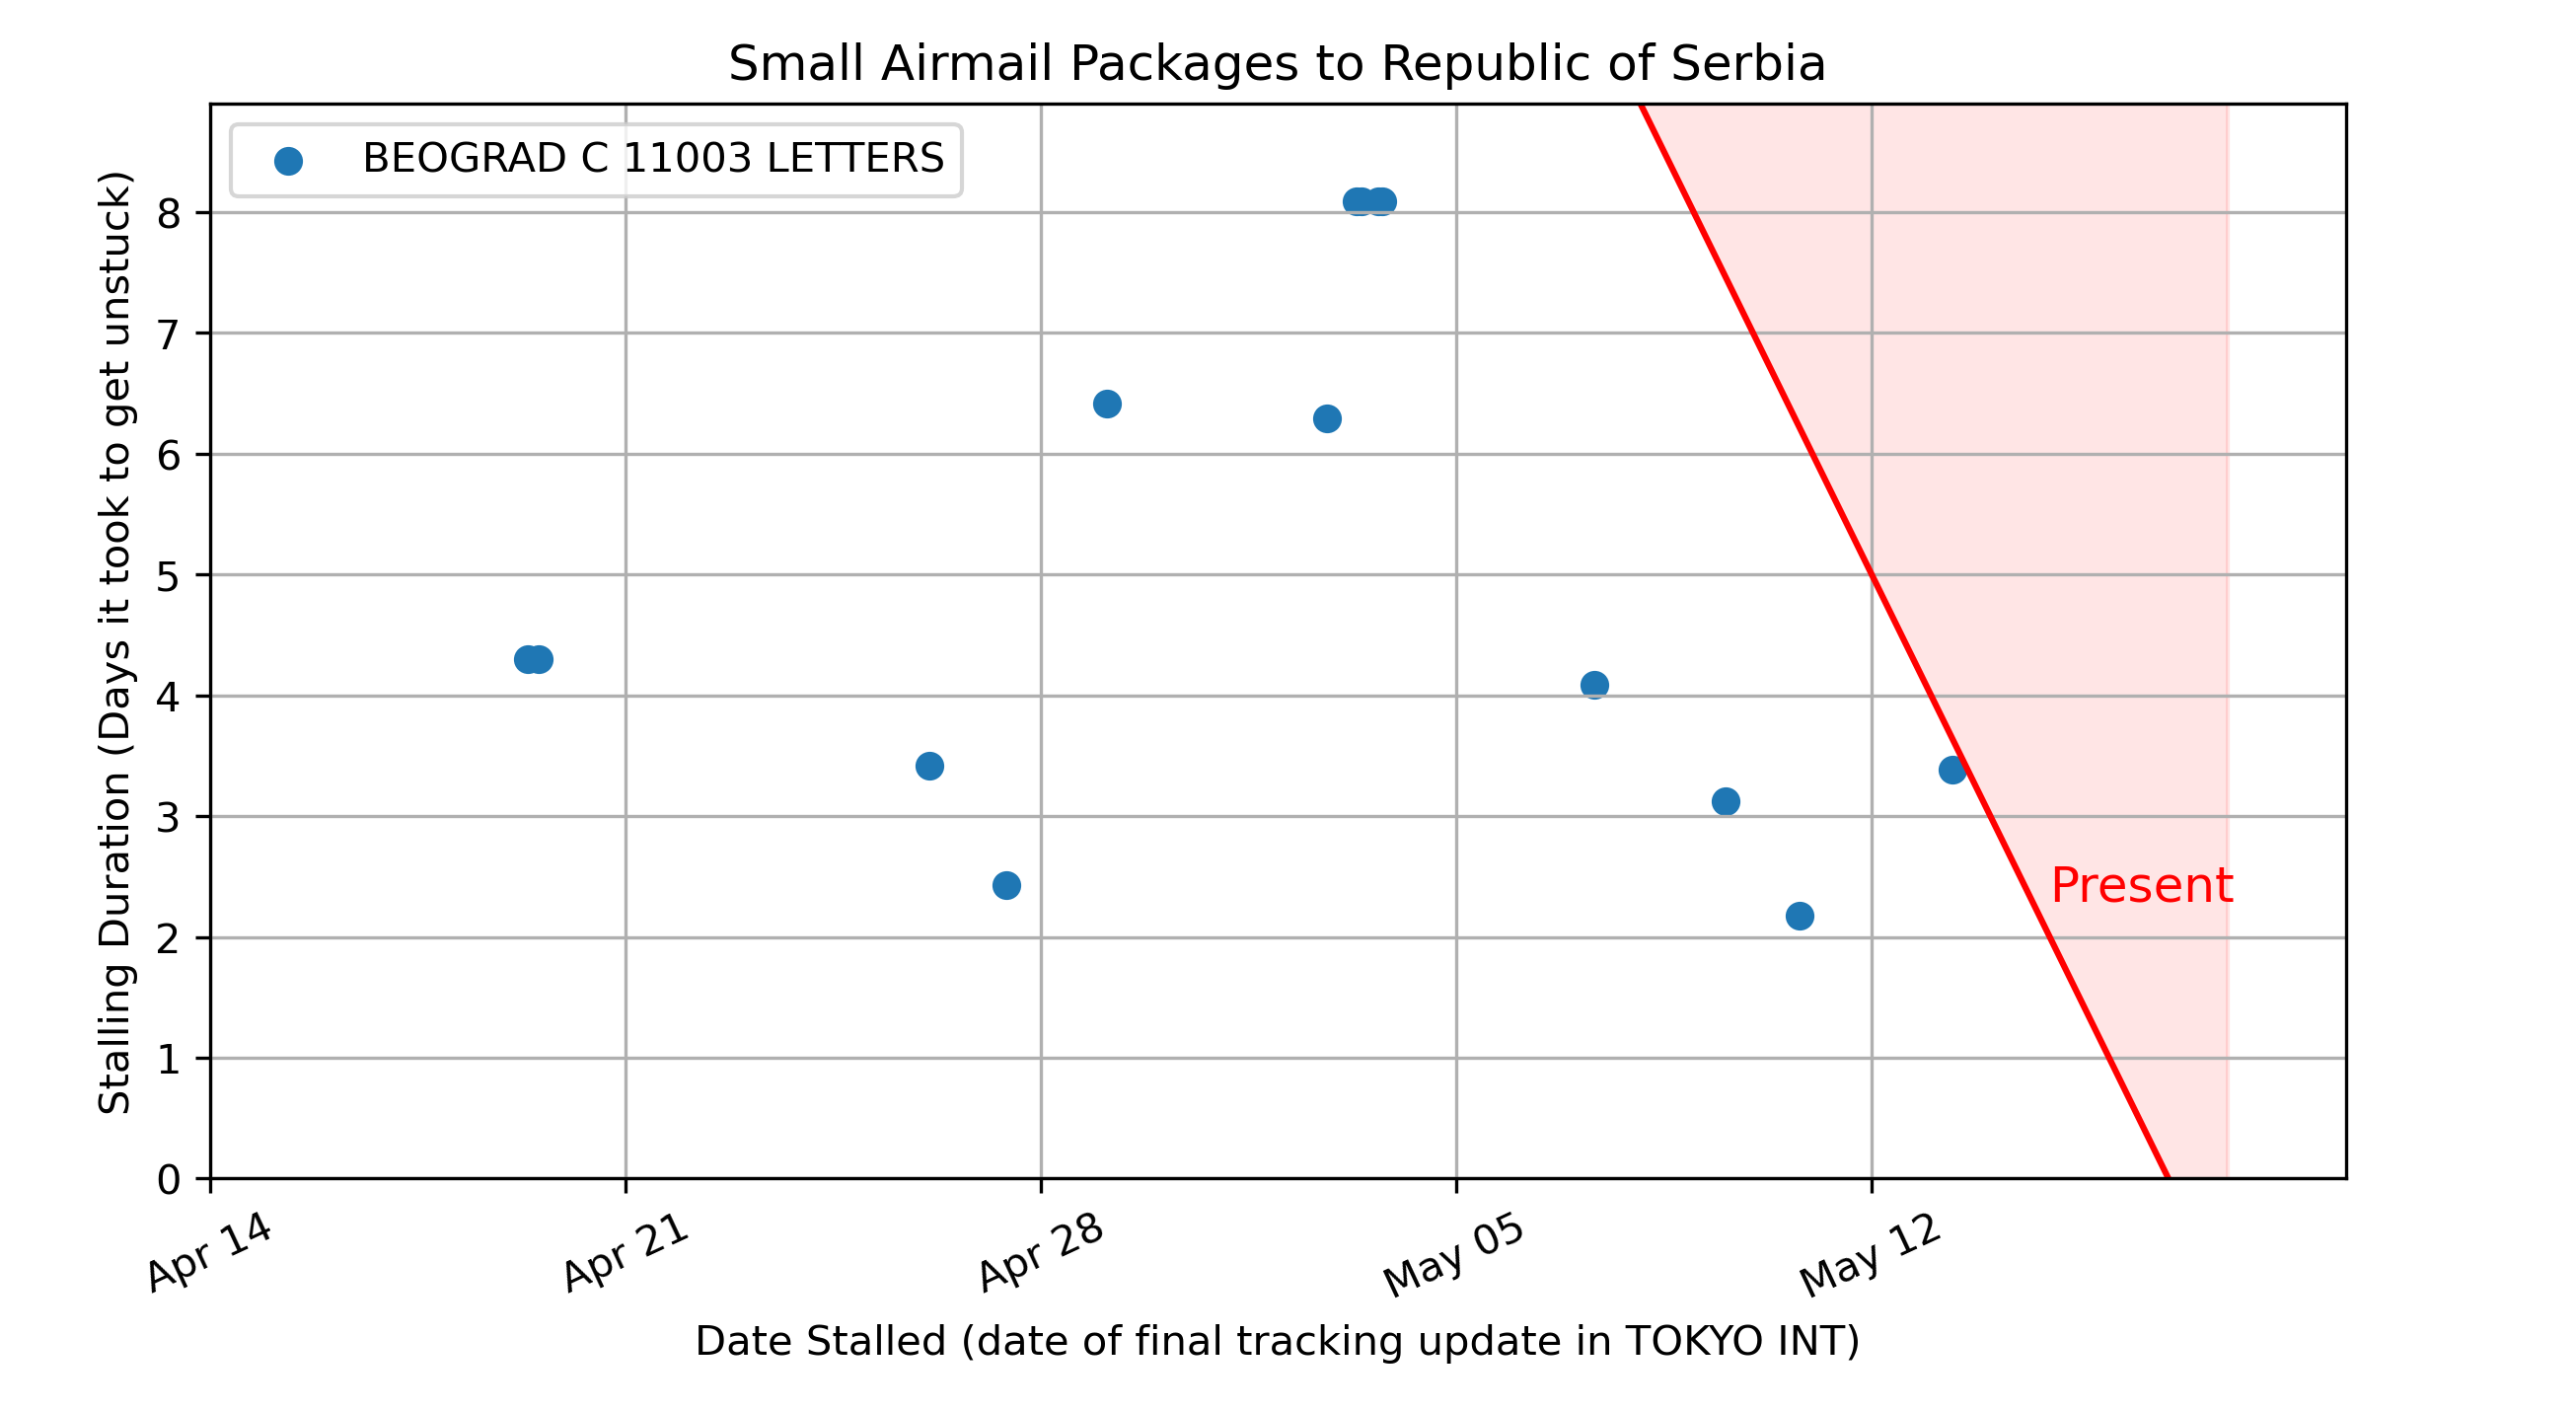 Small Airmail Packages to Republic of Serbia
BEOGRAD C 11003 LETTERS
Stalling Duration (Days it took to get unstuck)
8
7
6
5
4
3
2
1
0
Present
Apr 14
Apr 21
Apr 28
May 05
May 12
Date Stalled (date of final tracking update in TOKYO INT)